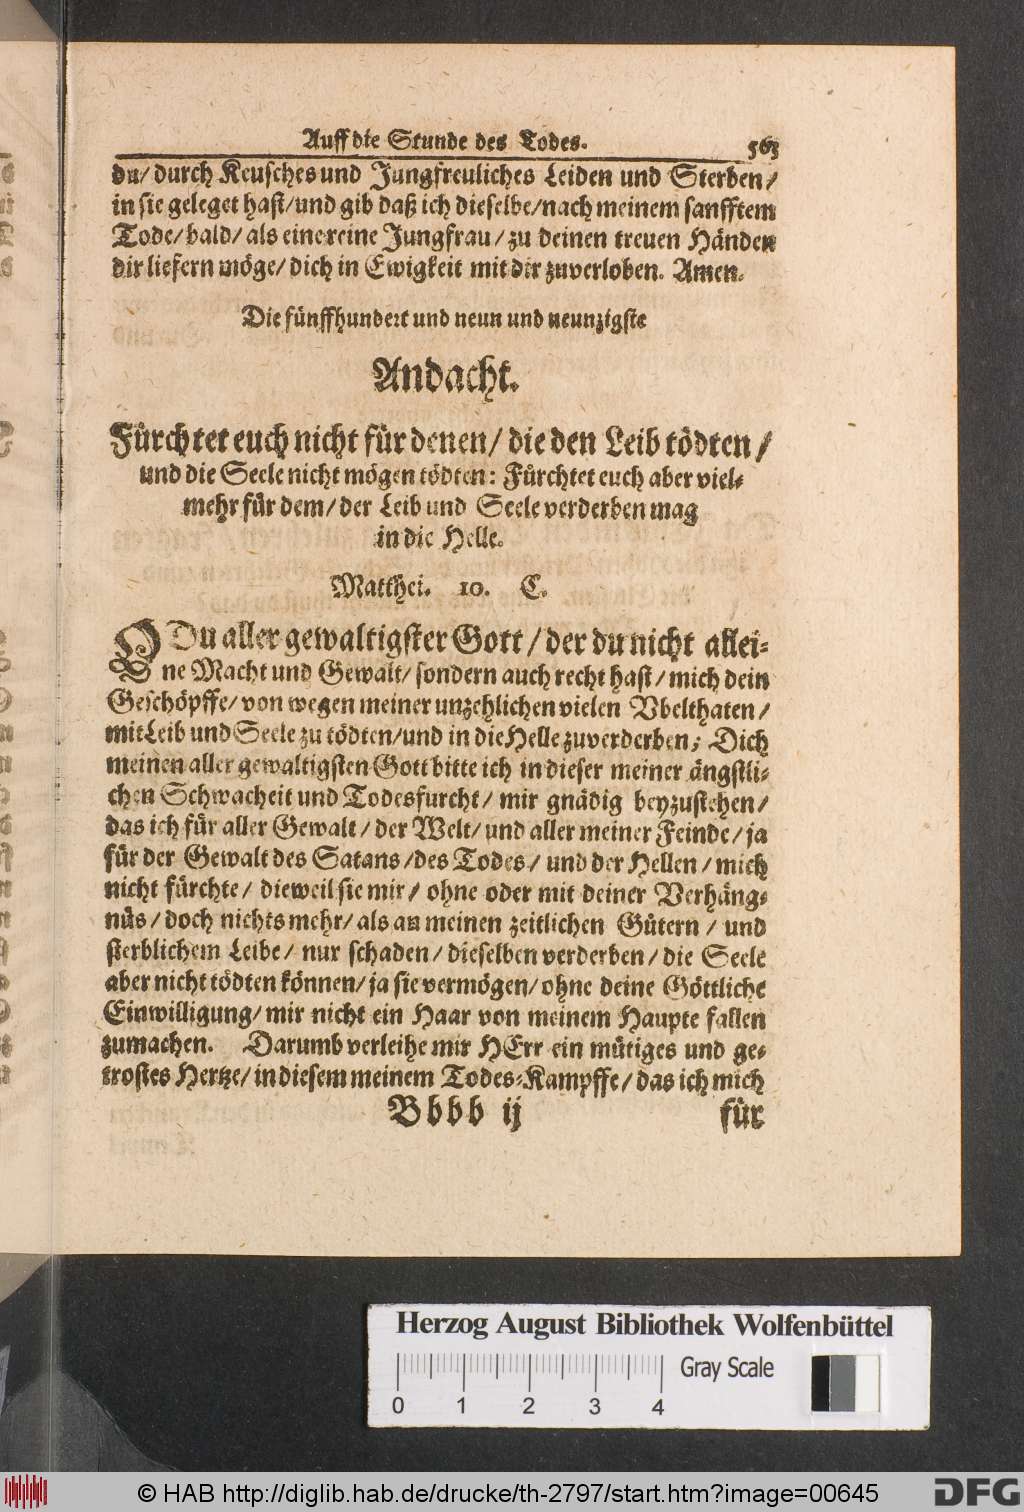 Auff die Stunde des Todes. 563
du/ durch Keusches und Jungfreuliches Leiden und Sterben/
in sie geleget hast/und gib daß ich dieselbe/nach meinem sanfftem
Tode/ bald/ als eine reine Jungfrau/ zu deinen treuen Händen
dir liefern möge/ dich in Ewigkeit mit dir zuverloben. Amen.
Die fünffhundert und neun und neunzigste
Andacht.
Fürchtet euch nicht für denen/ die den Leib tödten/
und die Seele nicht mögen tödten: Fürchtet euch aber viel-
mehr für dem/ der Leib und Seele verderben mag
in die Helle.
Matthei. 10. C.
O Du aller gewaltigster Gott/ der du nicht allei-
ne Macht und Gewalt/ sondern auch recht hast/ mich dein
Geschöpffe/ von wegen meiner unzehlichen vielen Vbelthaten/
mit Leib und Seele zu tödten/und in die Helle zuverderben; Dich
meinen aller gewaltigsten Gott bitte ich in dieser meiner ängstli-
chen Schwacheit und Todesfurcht/ mir gnädig beyzustehen/
das ich für aller Gewalt/ der Welt/ und aller meiner Feinde/ ja
für der Gewalt des Satans/des Todes/ und der Hellen/ mich
nicht fürchte/ dieweil sie mir/ ohne oder mit deiner Verhäng-
nüs/ doch nichts mehr/ als an meinen zeitlichen Gütern/ und
sterblichem Leibe/ nur schaden/ dieselben verderben/ die Seele
aber nicht tödten können/ ja sie vermögen/ ohne deine Göttliche
Einwilligung/ mir nicht ein Haar von meinem Haupte fallen
zumachen. Darumb verleihe mir HErr ein mütiges und ge-
trostes Hertze/ in diesem meinem Todes-Kampffe/ das ich mich
Bbbb ij für
Herzog August Bibliothek Wolfenbüttel
Gray Scale
0 1 2 3 4
© HAB http://diglib.hab.de/drucke/th-2797/start.htm?image=00645
DFG